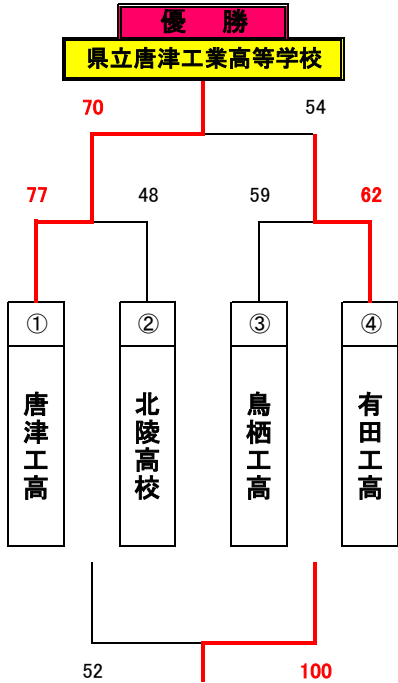 優　勝
県立唐津工業高等学校
70 54
77 48 59 62
① ② ③ ④
唐津工高
北陵高校
鳥栖工高
有田工高
52 100